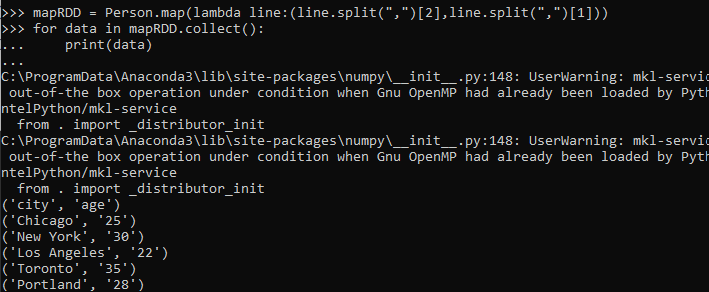 >>> mapRDD = Person.map(lambda line:(line.split(",")[2],line.split(",")[1]))
>>> for data in mapRDD.collect():
...     print(data)
...
C:\ProgramData\Anaconda3\lib\site-packages\numpy\__init__.py:148: UserWarning: mkl-servic
 out-of-the box operation under condition when Gnu OpenMP had already been loaded by Pyth
ntelPython/mkl-service
  from . import _distributor_init
C:\ProgramData\Anaconda3\lib\site-packages\numpy\__init__.py:148: UserWarning: mkl-servic
 out-of-the box operation under condition when Gnu OpenMP had already been loaded by Pyth
ntelPython/mkl-service
  from . import _distributor_init
('city', 'age')
('Chicago', '25')
('New York', '30')
('Los Angeles', '22')
('Toronto', '35')
('Portland', '28')